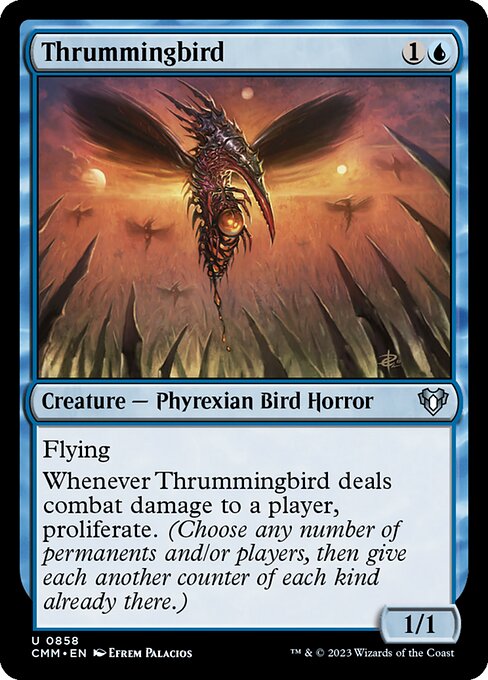 Thrummingbird 1
Creature — Phyrexian Bird Horror
Flying
Whenever Thrummingbird deals
combat damage to a player,
proliferate. (Choose any number of
permanents and/or players, then give
each another counter of each kind
already there.)
1/1
U 0858
CMM • EN Efrem Palacios
™ & © 2023 Wizards of the Coast